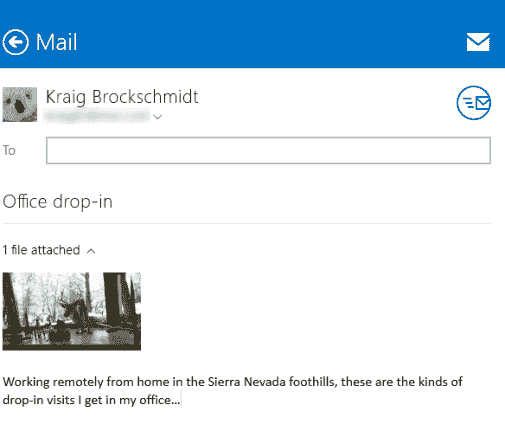 Mail
Kraig Brockschmidt
To
Office drop-in
1 file attached
Working remotely from home in the Sierra Nevada foothills, these are the kinds of
drop-in visits I get in my office...